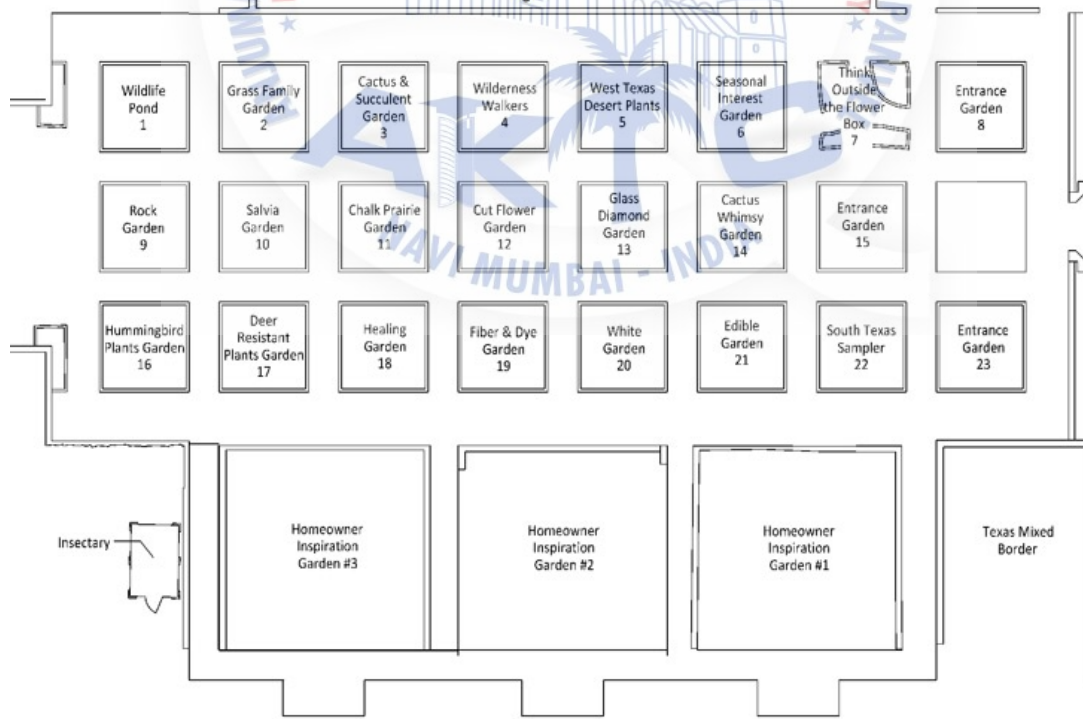 Wildlife
Pond
1
Grass Family
Garden
2
Cactus &
Succulent
Garden
3
Wilderness
Walkers
4
West Texas
Desert Plants
5
Seasonal
Interest
Garden
6
Think
Outside
the Flower
Box
7
Entrance
Garden
8
Rock
Garden
9
Salvia
Garden
10
Chalk Prairie
Garden
11
Cut Flower
Garden
12
Glass
Diamond
Garden
13
Cactus
Whimsy
Garden
14
Entrance
Garden
15
AKTC
NAVI MUMBAI - INDIA
Hummingbird
Plants Garden
16
Deer
Resistant
Plants Garden
17
Healing
Garden
18
Fiber & Dye
Garden
19
White
Garden
20
Edible
Garden
21
South Texas
Sampler
22
Entrance
Garden
23
Insectary
Homeowner
Inspiration
Garden #3
Homeowner
Inspiration
Garden #2
Homeowner
Inspiration
Garden #1
Texas Mixed
Border